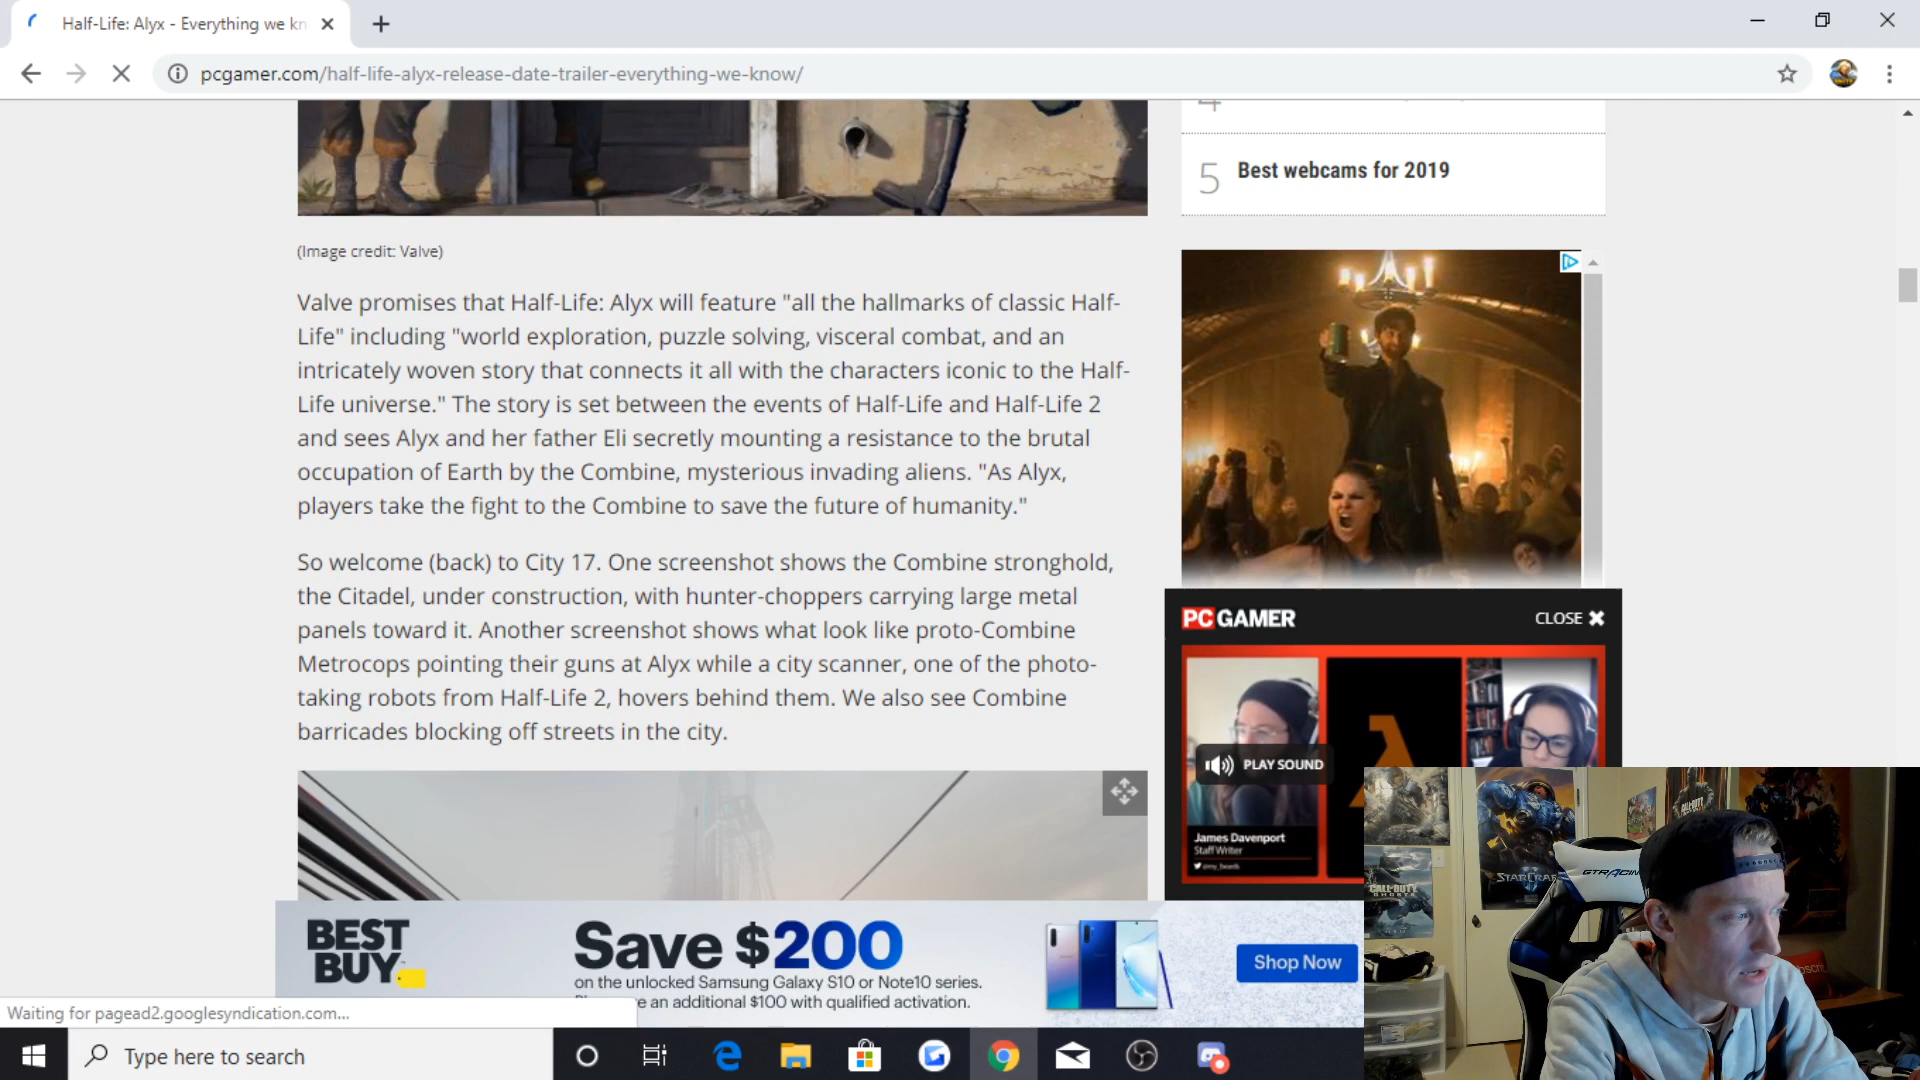 Half-Life: Alyx - Everything we kn
pcgamer.com/half-life-alyx-release-date-trailer-everything-we-know/
5 Best webcams for 2019
(Image credit: Valve)
Valve promises that Half-Life: Alyx will feature "all the hallmarks of classic Half-
Life" including "world exploration, puzzle solving, visceral combat, and an
intricately woven story that connects it all with the characters iconic to the Half-
Life universe." The story is set between the events of Half-Life and Half-Life 2
and sees Alyx and her father Eli secretly mounting a resistance to the brutal
occupation of Earth by the Combine, mysterious invading aliens. "As Alyx,
players take the fight to the Combine to save the future of humanity."
So welcome (back) to City 17. One screenshot shows the Combine stronghold,
the Citadel, under construction, with hunter-choppers carrying large metal
panels toward it. Another screenshot shows what look like proto-Combine
Metrocops pointing their guns at Alyx while a city scanner, one of the photo-
taking robots from Half-Life 2, hovers behind them. We also see Combine
barricades blocking off streets in the city.
PC GAMER
CLOSE
PLAY SOUND
James Davenport
Staff Writer
CALL OF DUTY
GHOSTS
STARCRAF
GTRACIN
BEST
BUY
Save $200
on the unlocked Samsung Galaxy S10 or Note10 series.
e an additional $100 with qualified activation.
Shop Now
Waiting for pagead2.googlesyndication.com...
Type here to search